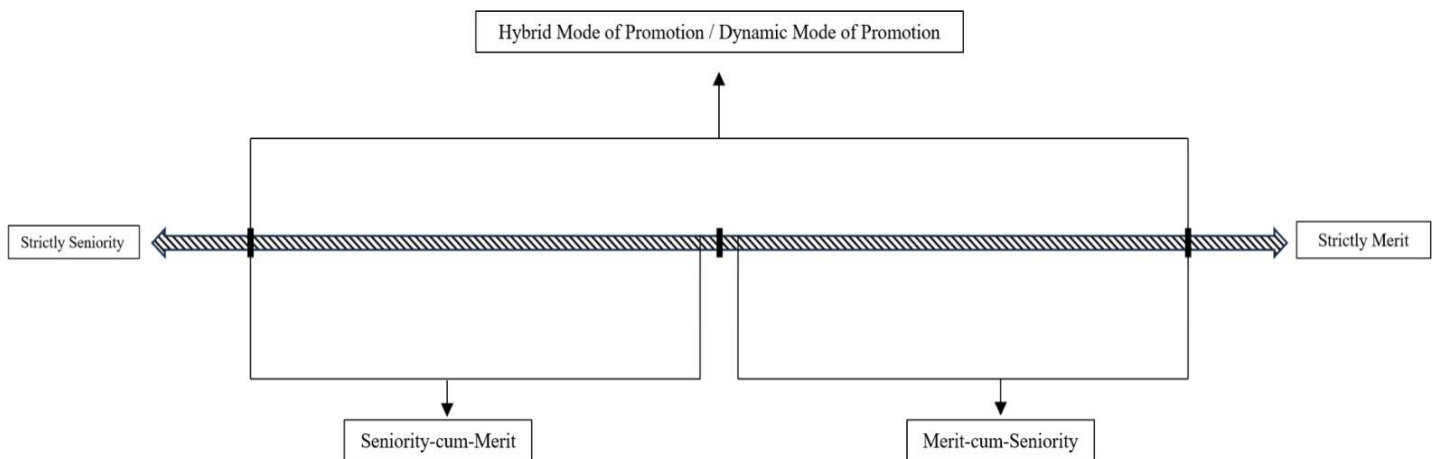 Hybrid Mode of Promotion / Dynamic Mode of Promotion
Strictly Seniority
Strictly Merit
Seniority-cum-Merit
Merit-cum-Seniority